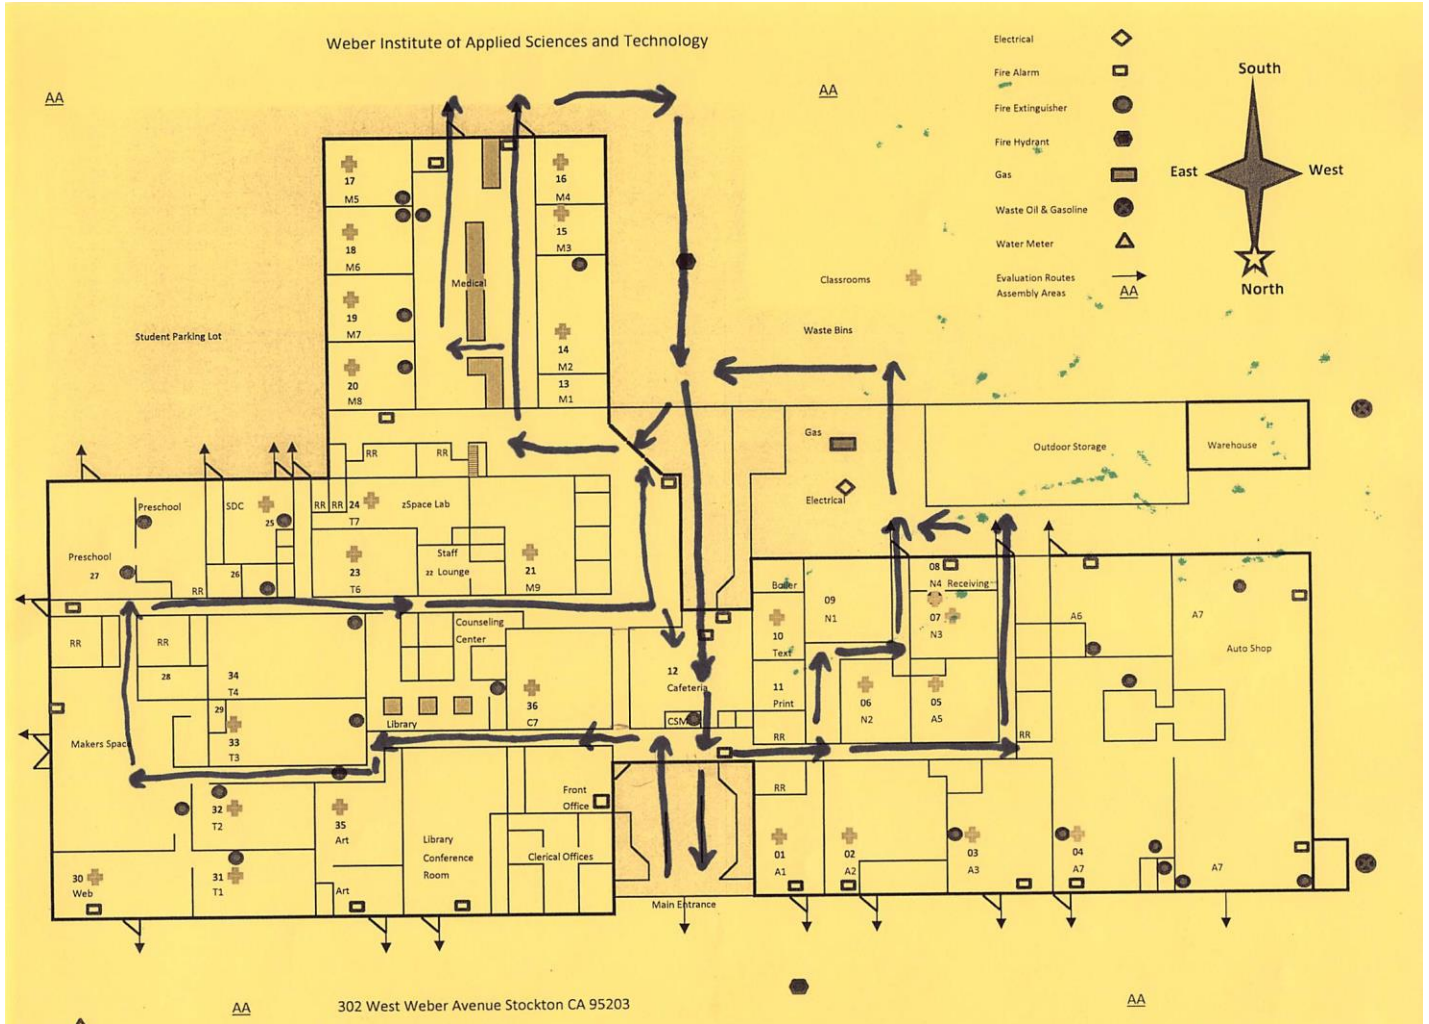 Weber Institute of Applied Sciences and Technology
Electrical
Fire Alarm
Fire Extinguisher
Fire Hydrant
Gas
Waste Oil & Gasoline
Water Meter
Evaluation Routes
Assembly Areas
AA
South
East
West
North
AA
AA
Classrooms
Waste Bins
Student Parking Lot
17
M5
18
M6
19
M7
20
M8
Medical
16
M4
15
M3
14
M2
13
M1
RR
RR
Gas
Electrical
Outdoor Storage
Warehouse
Preschool
Preschool
27
SDC
25
26
RR
RR
RR
24
T7
zSpace Lab
23
T6
Staff
22 Lounge
21
M9
RR
RR
28
34
T4
29
33
T3
Counseling
Center
Library
36
C7
12
Cafeteria
CSM
Boiler
10
Text
11
Print
RR
09
N1
08
N4 Receiving
07
N3
06
N2
05
A5
RR
A6
A7
Auto Shop
Makers Space
32
T2
31
T1
30
Web
35
Art
Art
Library
Conference
Room
Front
Office
Clerical Offices
Main Entrance
RR
01
A1
02
A2
03
A3
04
A7
A7
AA
302 West Weber Avenue Stockton CA 95203
AA